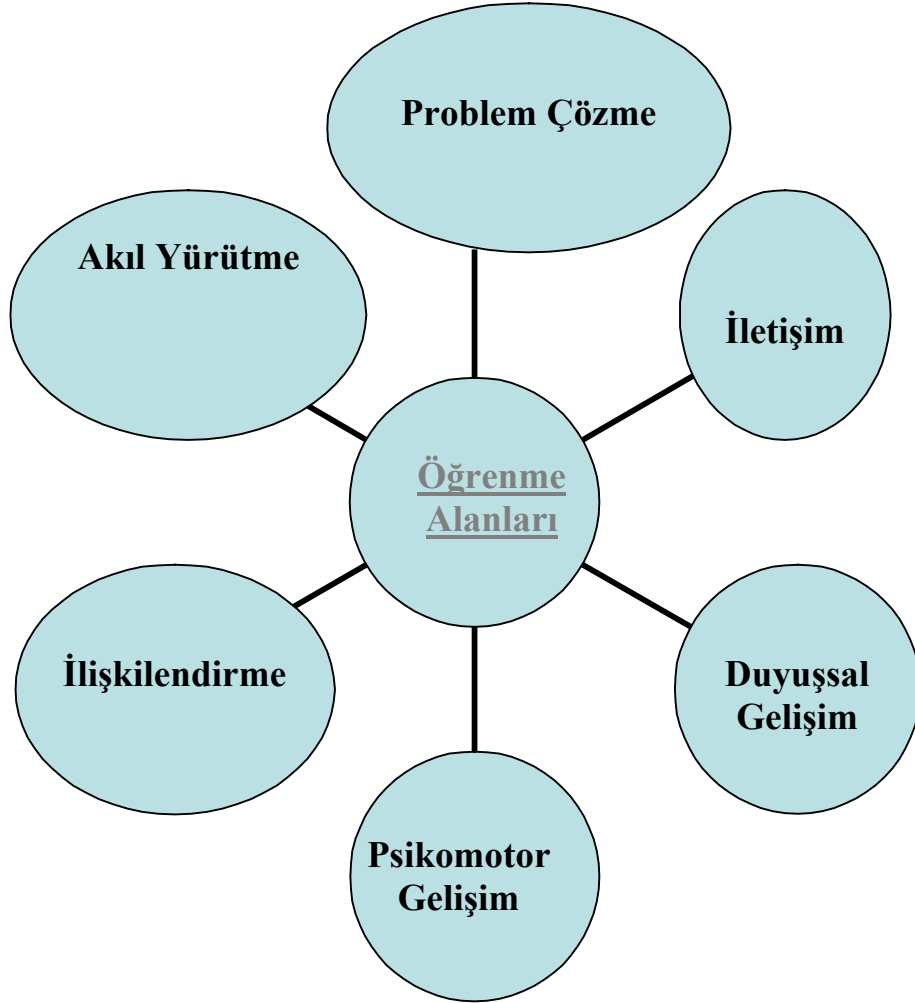 Problem Çözme
Akıl Yürütme
İletişim
Öğrenme
Alanları
İlişkilendirme
Duyuşsal
Gelişim
Psikomotor
Gelişim